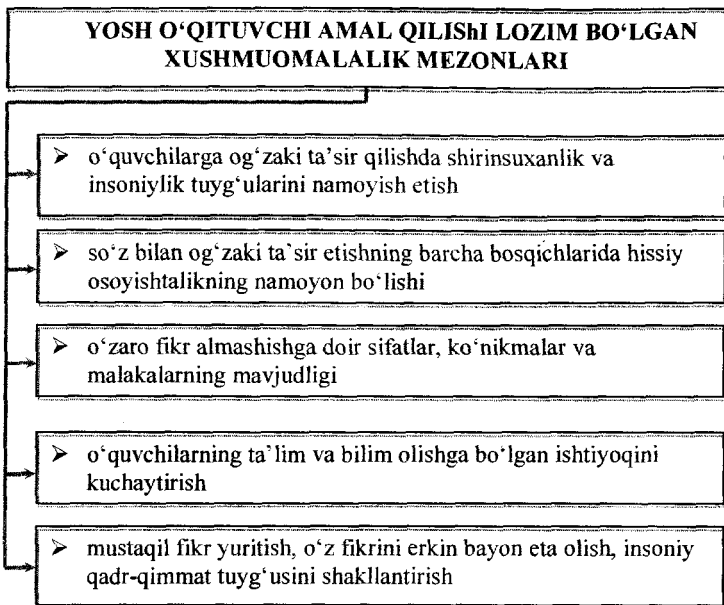 YOSH O‘QITUVCHI AMAL QILIShI LOZIM BO‘LGAN
XUSHMUOMALALIK MEZONLARI
➢ o‘quvchilarga og‘zaki ta’sir qilishda shirinsuxanlik va
insoniylik tuyg‘ularini namoyish etish
➢ so‘z bilan og‘zaki ta`sir etishning barcha bosqichlarida hissiy
osoyishtalikning namoyon bo‘lishi
➢ o‘zaro fikr almashishga doir sifatlar, ko‘nikmalar va
malakalarning mavjudligi
➢ o‘quvchilarning ta`lim va bilim olishga bo‘lgan ishtiyoqini
kuchaytirish
➢ mustaqil fikr yuritish, o‘z fikrini erkin bayon eta olish, insoniy
qadr-qimmat tuyg‘usini shakllantirish